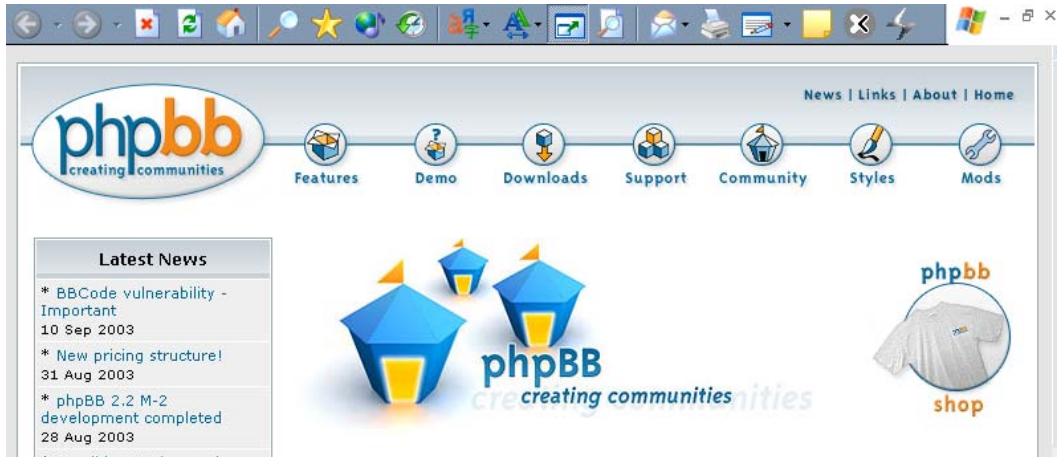 News | Links | About | Home
phpbb
creating communities
Features Demo Downloads Support Community Styles Mods
Latest News
* BBCode vulnerability -
Important
10 Sep 2003
* New pricing structure!
31 Aug 2003
* phpBB 2.2 M-2
development completed
28 Aug 2003
phpBB
creating communities
phpbb
shop